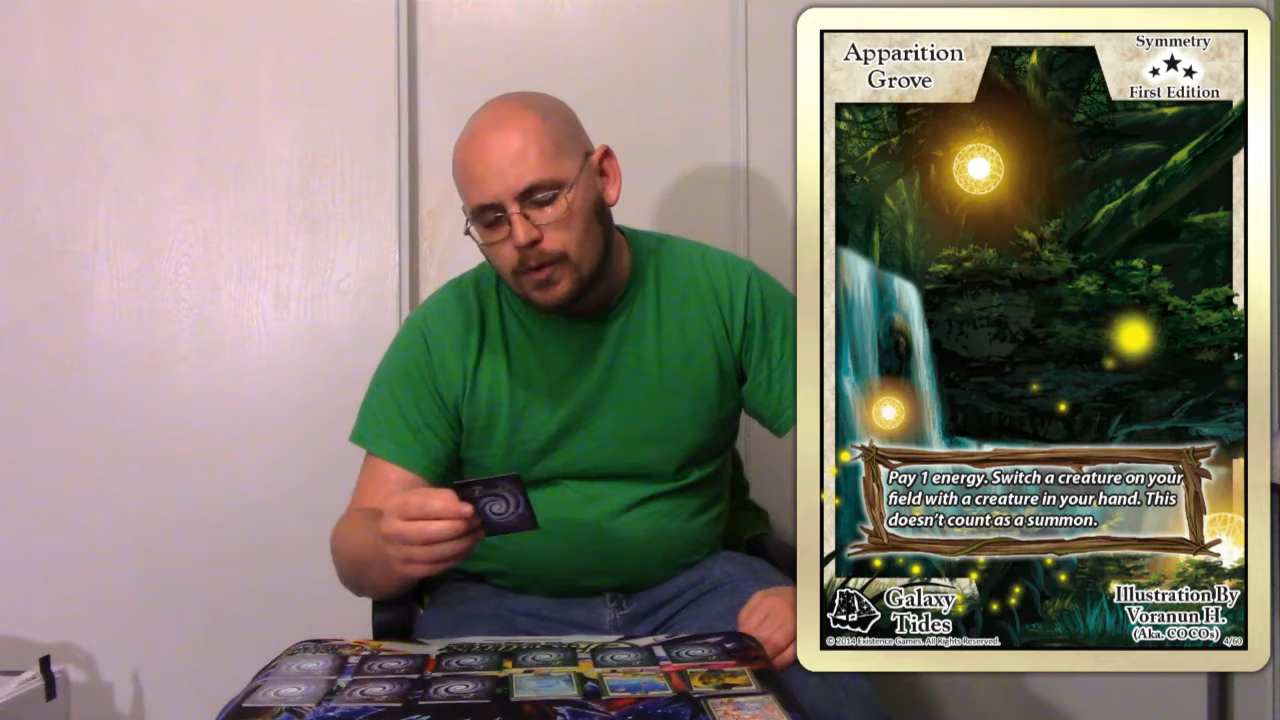 Apparition
Grove
Symmetry
First Edition
Pay 1 energy. Switch a creature on your
field with a creature in your hand. This
doesn't count as a summon.
Galaxy
Tides
Illustration By
Voranun H.
(Aka. COCO.)
© 2014 Existence Games. All Rights Reserved.
4/60